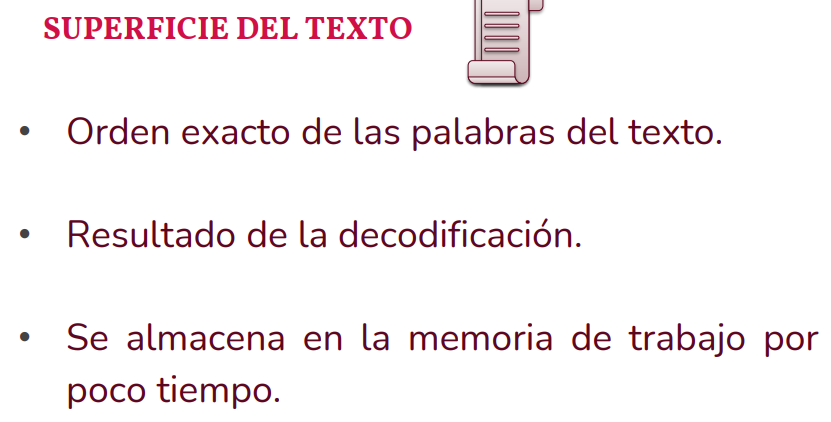 SUPERFICIE DEL TEXTO
• Orden exacto de las palabras del texto.
• Resultado de la decodificación.
• Se almacena en la memoria de trabajo por
poco tiempo.